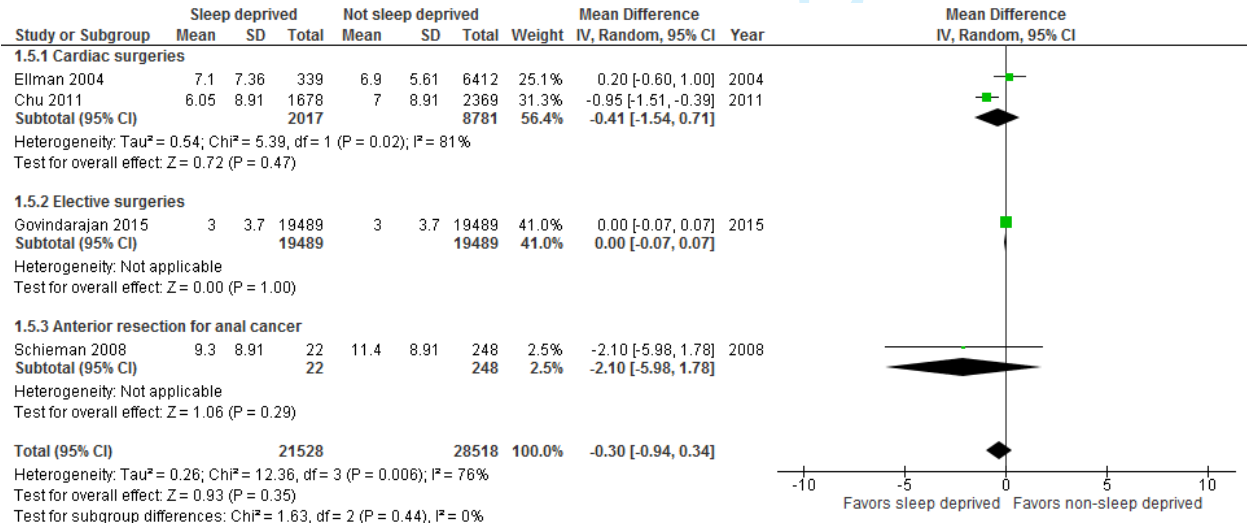 Sleep deprived Not sleep deprived Mean Difference Mean Difference
Study or Subgroup Mean SD Total Mean SD Total Weight IV, Random, 95% CI Year IV, Random, 95% CI
1.5.1 Cardiac surgeries
Ellman 2004 7.1 7.36 339 6.9 5.61 6412 25.1% 0.20 [-0.60, 1.00] 2004
Chu 2011 6.05 8.91 1678 7 8.91 2369 31.3% -0.95 [-1.51, -0.39] 2011
Subtotal (95% CI) 2017 8781 56.4% -0.41 [-1.54, 0.71]
Heterogeneity: Tau² = 0.54; Chi² = 5.39, df = 1 (P = 0.02); I² = 81%
Test for overall effect: Z = 0.72 (P = 0.47)
1.5.2 Elective surgeries
Govindarajan 2015 3 3.7 19489 3 3.7 19489 41.0% 0.00 [-0.07, 0.07] 2015
Subtotal (95% CI) 19489 19489 41.0% 0.00 [-0.07, 0.07]
Heterogeneity: Not applicable
Test for overall effect: Z = 0.00 (P = 1.00)
1.5.3 Anterior resection for anal cancer
Schieman 2008 9.3 8.91 22 11.4 8.91 248 2.5% -2.10 [-5.98, 1.78] 2008
Subtotal (95% CI) 22 248 2.5% -2.10 [-5.98, 1.78]
Heterogeneity: Not applicable
Test for overall effect: Z = 1.06 (P = 0.29)
Total (95% CI) 21528 28518 100.0% -0.30 [-0.94, 0.34]
Heterogeneity: Tau² = 0.26; Chi² = 12.36, df = 3 (P = 0.006); I² = 76%
Test for overall effect: Z = 0.93 (P = 0.35)
Test for subgroup differences: Chi² = 1.63, df = 2 (P = 0.44), I² = 0%
-10 -5 0 5 10
Favors sleep deprived Favors non-sleep deprived